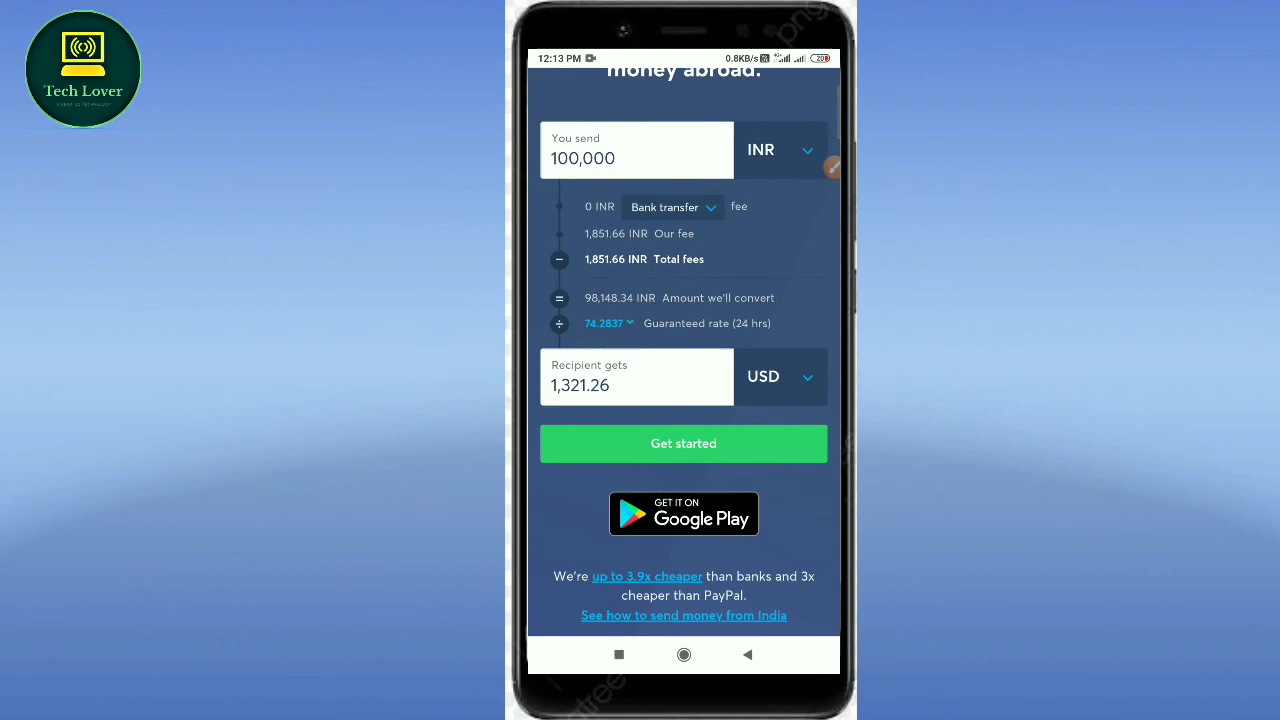 Tech Lover
12:13 PM
0.8KB/s
20
money abroad.
You send
100,000
INR
0 INR Bank transfer fee
1,851.66 INR Our fee
1,851.66 INR Total fees
98,148.34 INR Amount we'll convert
74.2837 Guaranteed rate (24 hrs)
Recipient gets
1,321.26
USD
Get started
GET IT ON
Google Play
We're up to 3.9x cheaper than banks and 3x
cheaper than PayPal.
See how to send money from India